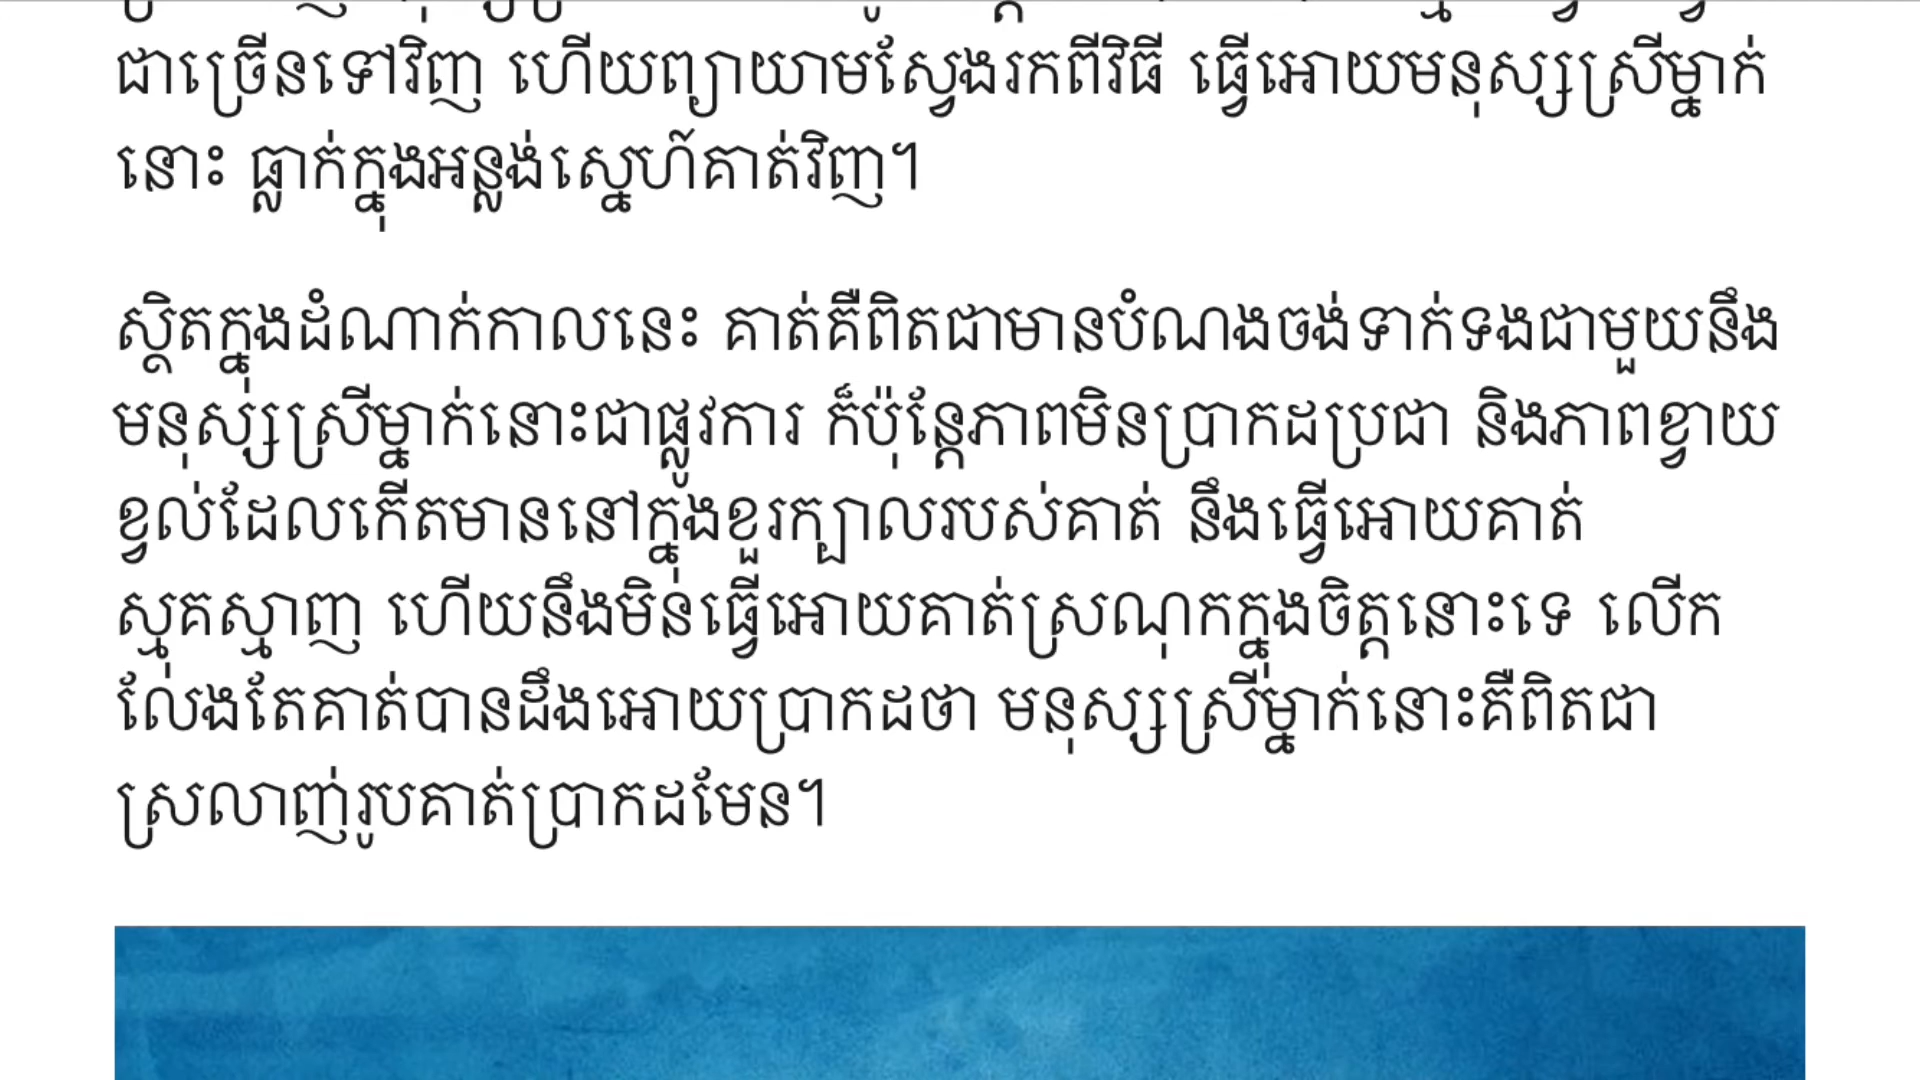 ជាច្រើនទៅវិញ ហើយព្យាយាមស្វែងរកពីវិធី ធ្វើអោយមនុស្សស្រីម្នាក់
នោះ ធ្លាក់ក្នុងអន្លង់ស្នេហ៍គាត់វិញ។
ស្ថិតក្នុងដំណាក់កាលនេះ គាត់គឺពិតជាមានបំណងចង់ទាក់ទងជាមួយនឹង
មនុស្សស្រីម្នាក់នោះជាផ្លូវការ ក៏ប៉ុន្តែភាពមិនប្រាកដប្រជា និងភាពខ្វាយ
ខ្វល់ដែលកើតមាននៅក្នុងខួរក្បាលរបស់គាត់ នឹងធ្វើអោយគាត់
ស្មុគស្មាញ ហើយនឹងមិនធ្វើអោយគាត់ស្រណុកក្នុងចិត្តនោះទេ លើក
លែងតែគាត់បានដឹងអោយប្រាកដថា មនុស្សស្រីម្នាក់នោះគឺពិតជា
ស្រលាញ់រូបគាត់ប្រាកដមែន។